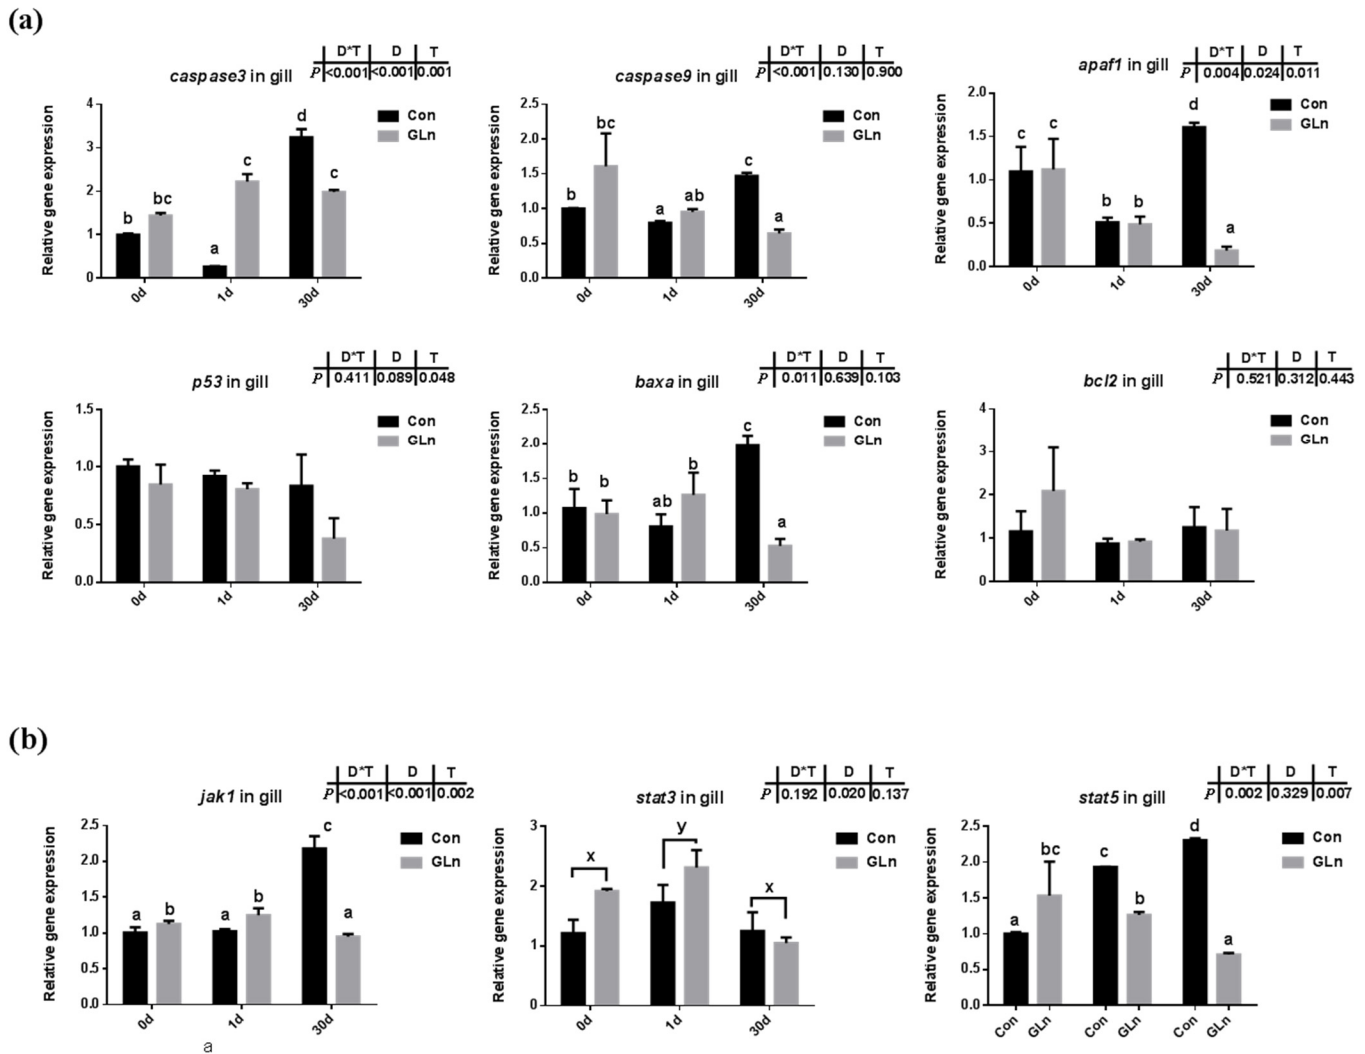 (a)
D*T D T
P <0.001 <0.001 0.001
caspase3 in gill
Relative gene expression
4
3
2
1
0
b bc a c d c
Con
GLn
0d 1d 30d
D*T D T
P <0.001 0.130 0.900
caspase9 in gill
Relative gene expression
2.5
2.0
1.5
1.0
0.5
0.0
b bc a ab c a
Con
GLn
0d 1d 30d
D*T D T
P 0.004 0.024 0.011
apaf1 in gill
Relative gene expression
2.0
1.5
1.0
0.5
0.0
c c b b d a
Con
GLn
0d 1d 30d
D*T D T
P 0.411 0.089 0.048
p53 in gill
Relative gene expression
1.5
1.0
0.5
0.0
Con
GLn
0d 1d 30d
D*T D T
P 0.011 0.639 0.103
baxa in gill
Relative gene expression
2.5
2.0
1.5
1.0
0.5
0.0
b b ab b c a
Con
GLn
0d 1d 30d
D*T D T
P 0.521 0.312 0.443
bcl2 in gill
Relative gene expression
4
3
2
1
0
Con
GLn
0d 1d 30d
(b)
D*T D T
P <0.001 <0.001 0.002
jak1 in gill
Relative gene expression
2.5
2.0
1.5
1.0
0.5
0.0
a b a b c a
Con
GLn
0d 1d 30d
a
D*T D T
P 0.192 0.020 0.137
stat3 in gill
Relative gene expression
3
2
1
0
x y x
Con
GLn
0d 1d 30d
D*T D T
P 0.002 0.329 0.007
stat5 in gill
Relative gene expression
2.5
2.0
1.5
1.0
0.5
0.0
a bc c b d a
Con
GLn
Con GLn Con GLn Con GLn